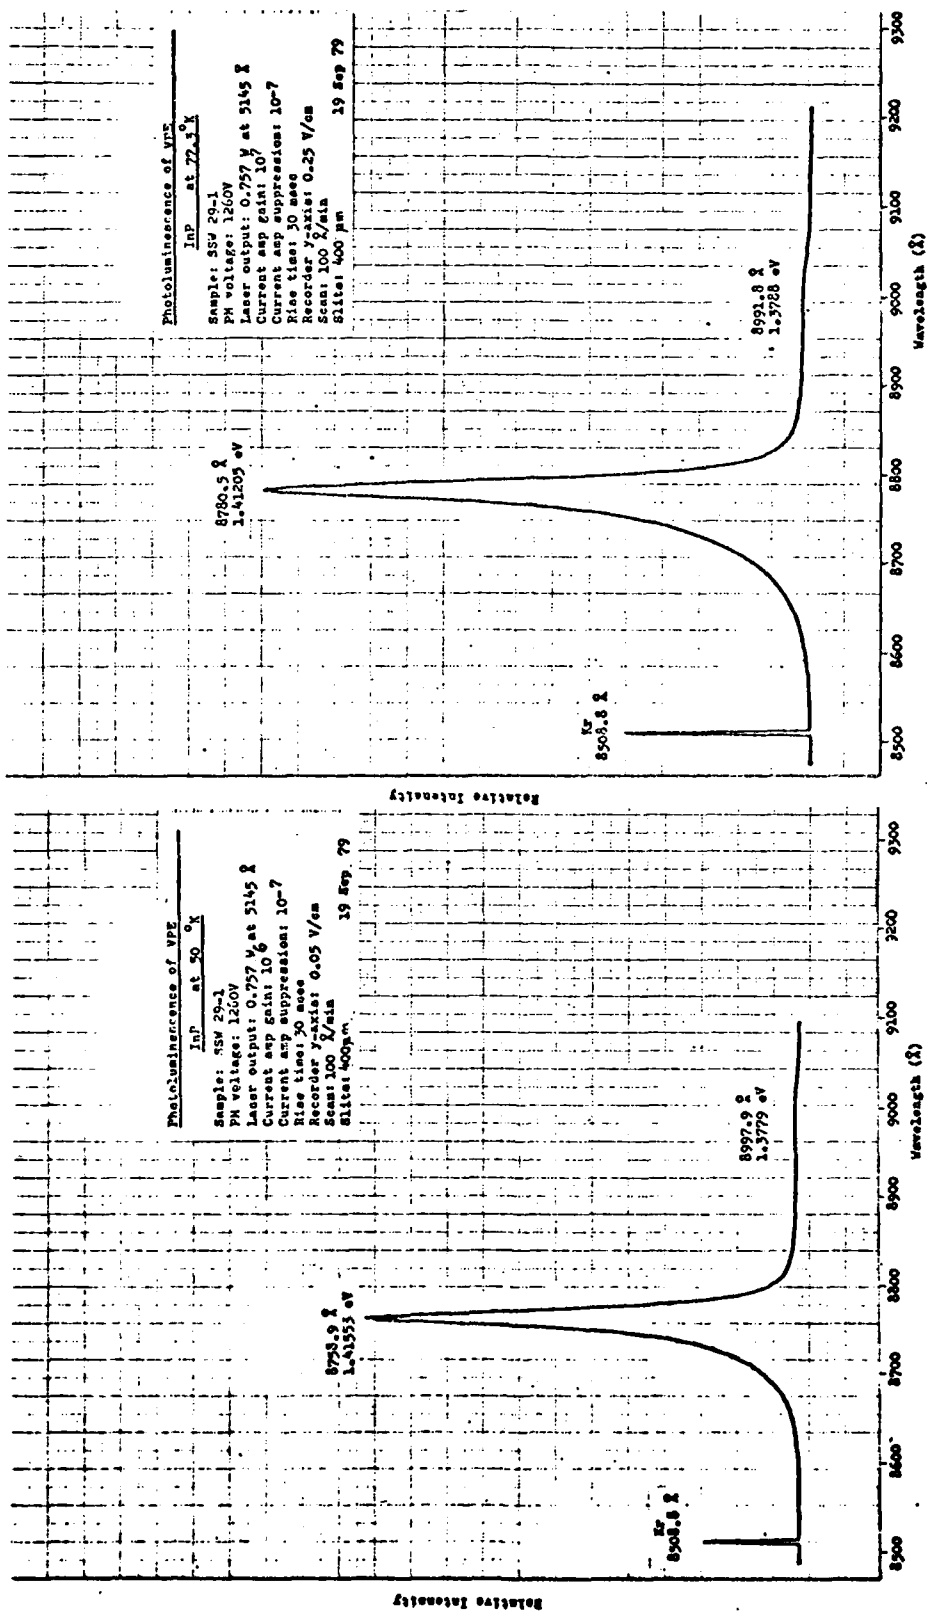 Photoluminescence of VPE
InP at 50 °K
Sample: SSW 29-1
PM voltage: 1260V
Laser output: 0.757 W at 5145 Å
Current amp gain: 10^6
Current amp suppression: 10-7
Rise time: 30 msec
Recorder y-axis: 0.05 V/cm
Scan: 100 Å/min
Slits: 400µm
19 Sep 79
8758.9 Å
1.41553 eV
8997.9 Å
1.3779 eV
Kr
8508.8 Å
8500 8600 8700 8800 8900 9000 9100 9200 9300
Wavelength (Å)
Relative Intensity
Photoluminescence of VPE
InP at 77.3°K
Sample: SSW 29-1
PM voltage: 1260V
Laser output: 0.757 W at 5145 Å
Current amp gain: 10^7
Current amp suppression: 10-7
Rise time: 30 msec
Recorder y-axis: 0.25 V/cm
Scan: 100 Å/min
Slits: 400 µm
19 Sep 79
8780.5 Å
1.41205 eV
8991.8 Å
1.3788 eV
Kr
8508.8 Å
8500 8600 8700 8800 8900 9000 9100 9200 9300
Wavelength (Å)
Relative Intensity